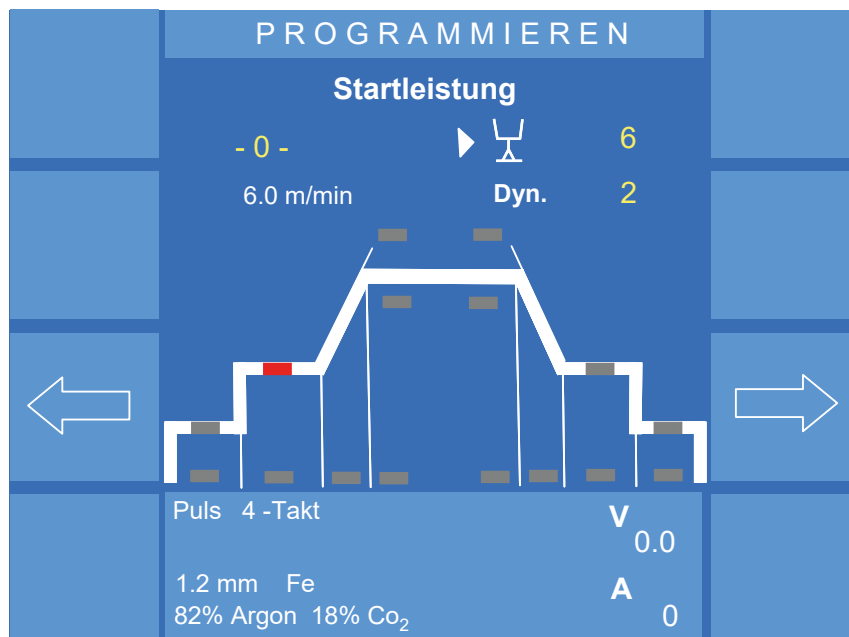 PROGRAMMIEREN
Startleistung
- 0 - 6
6.0 m/min Dyn. 2
Puls 4 -Takt V
0.0
1.2 mm Fe A
82% Argon 18% Co₂ 0